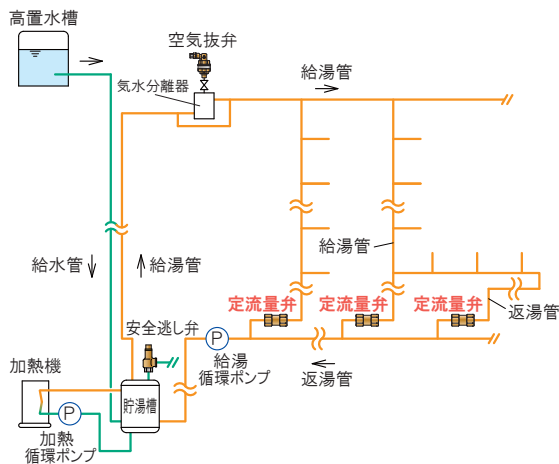 高置水槽
空気抜弁
気水分離器
給湯管
給水管
給湯管
給湯管
定流量弁
定流量弁
定流量弁
返湯管
安全逃し弁
P
給湯
循環ポンプ
返湯管
加熱機
貯湯槽
P
加熱
循環ポンプ